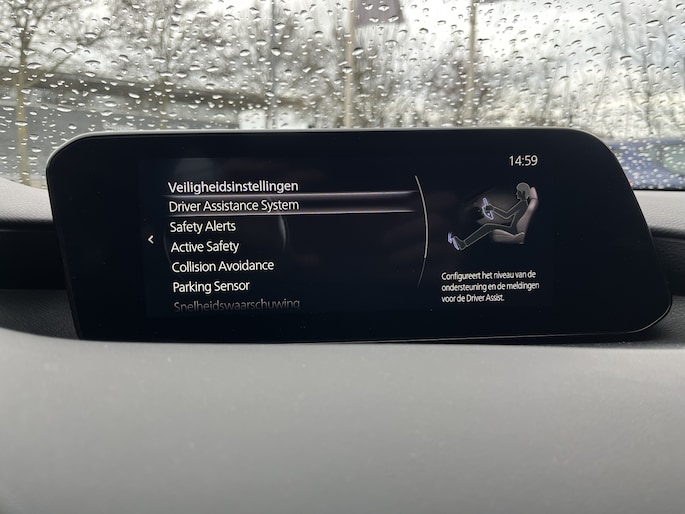 14:59
Veiligheidsinstellingen
Driver Assistance System
Safety Alerts
Active Safety
Collision Avoidance
Parking Sensor
Snelheidswaarschuwing
Configureert het niveau van de
ondersteuning en de meldingen
voor de Driver Assist.